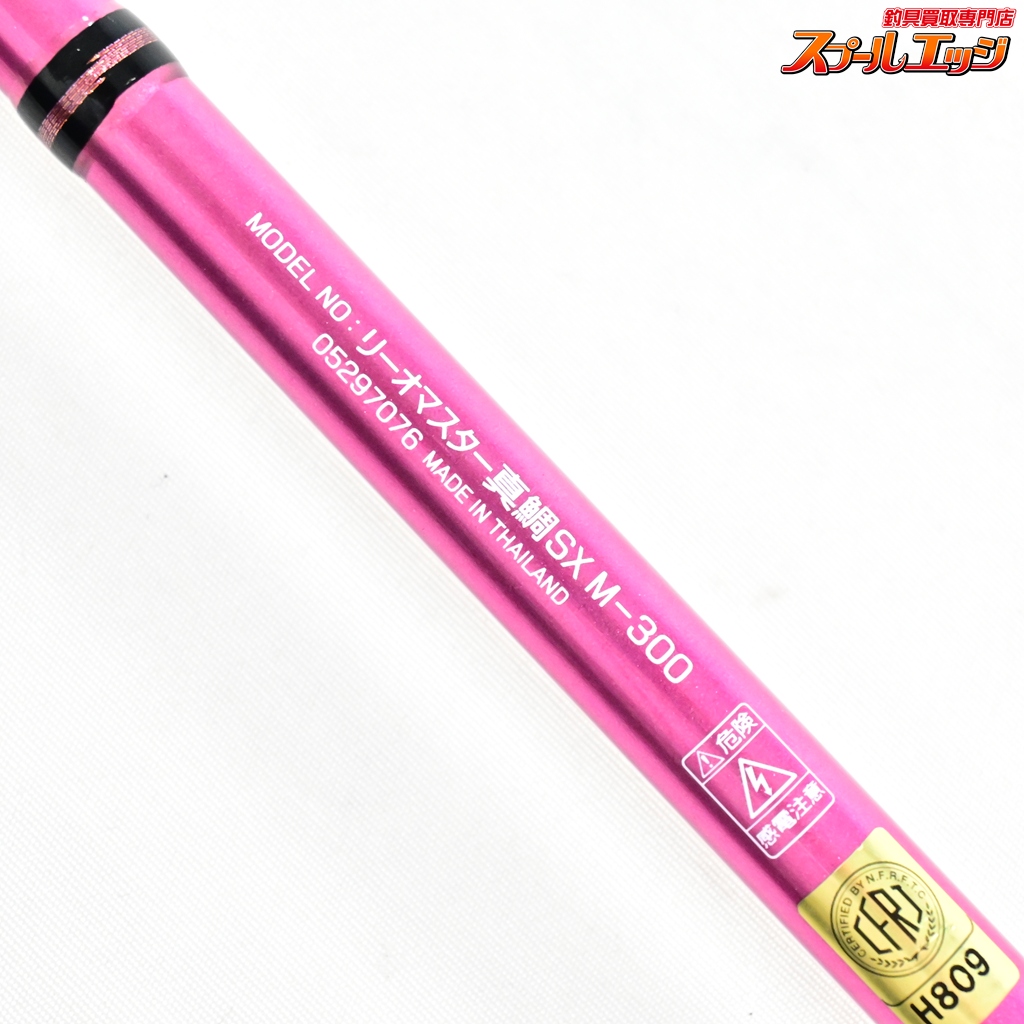 釣具買取専門店
スプールエッジ
MODEL NO：リーオマスター真鯛SX M-300
05297076 MADE IN THAILAND
危険
感電注意
CERTIFIED BY N.F.R.F.T.C.
CFRJ
H809